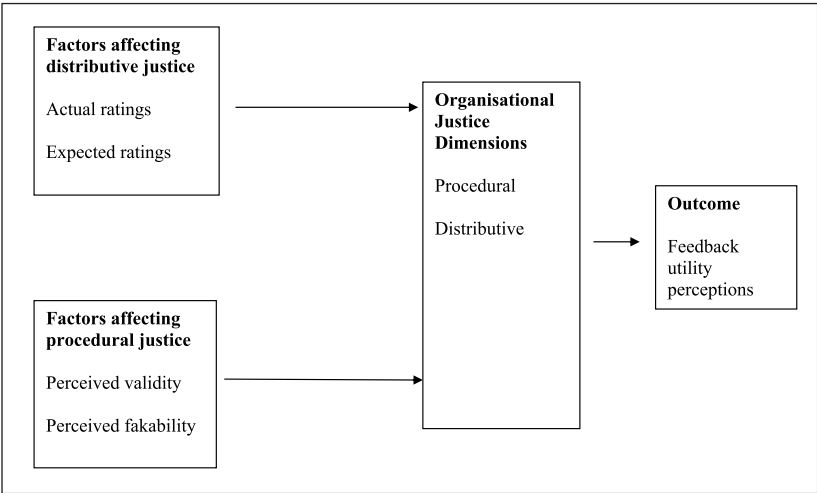 Factors affecting
distributive justice
Actual ratings
Expected ratings
Factors affecting
procedural justice
Perceived validity
Perceived fakability
Organisational
Justice
Dimensions
Procedural
Distributive
Outcome
Feedback
utility
perceptions